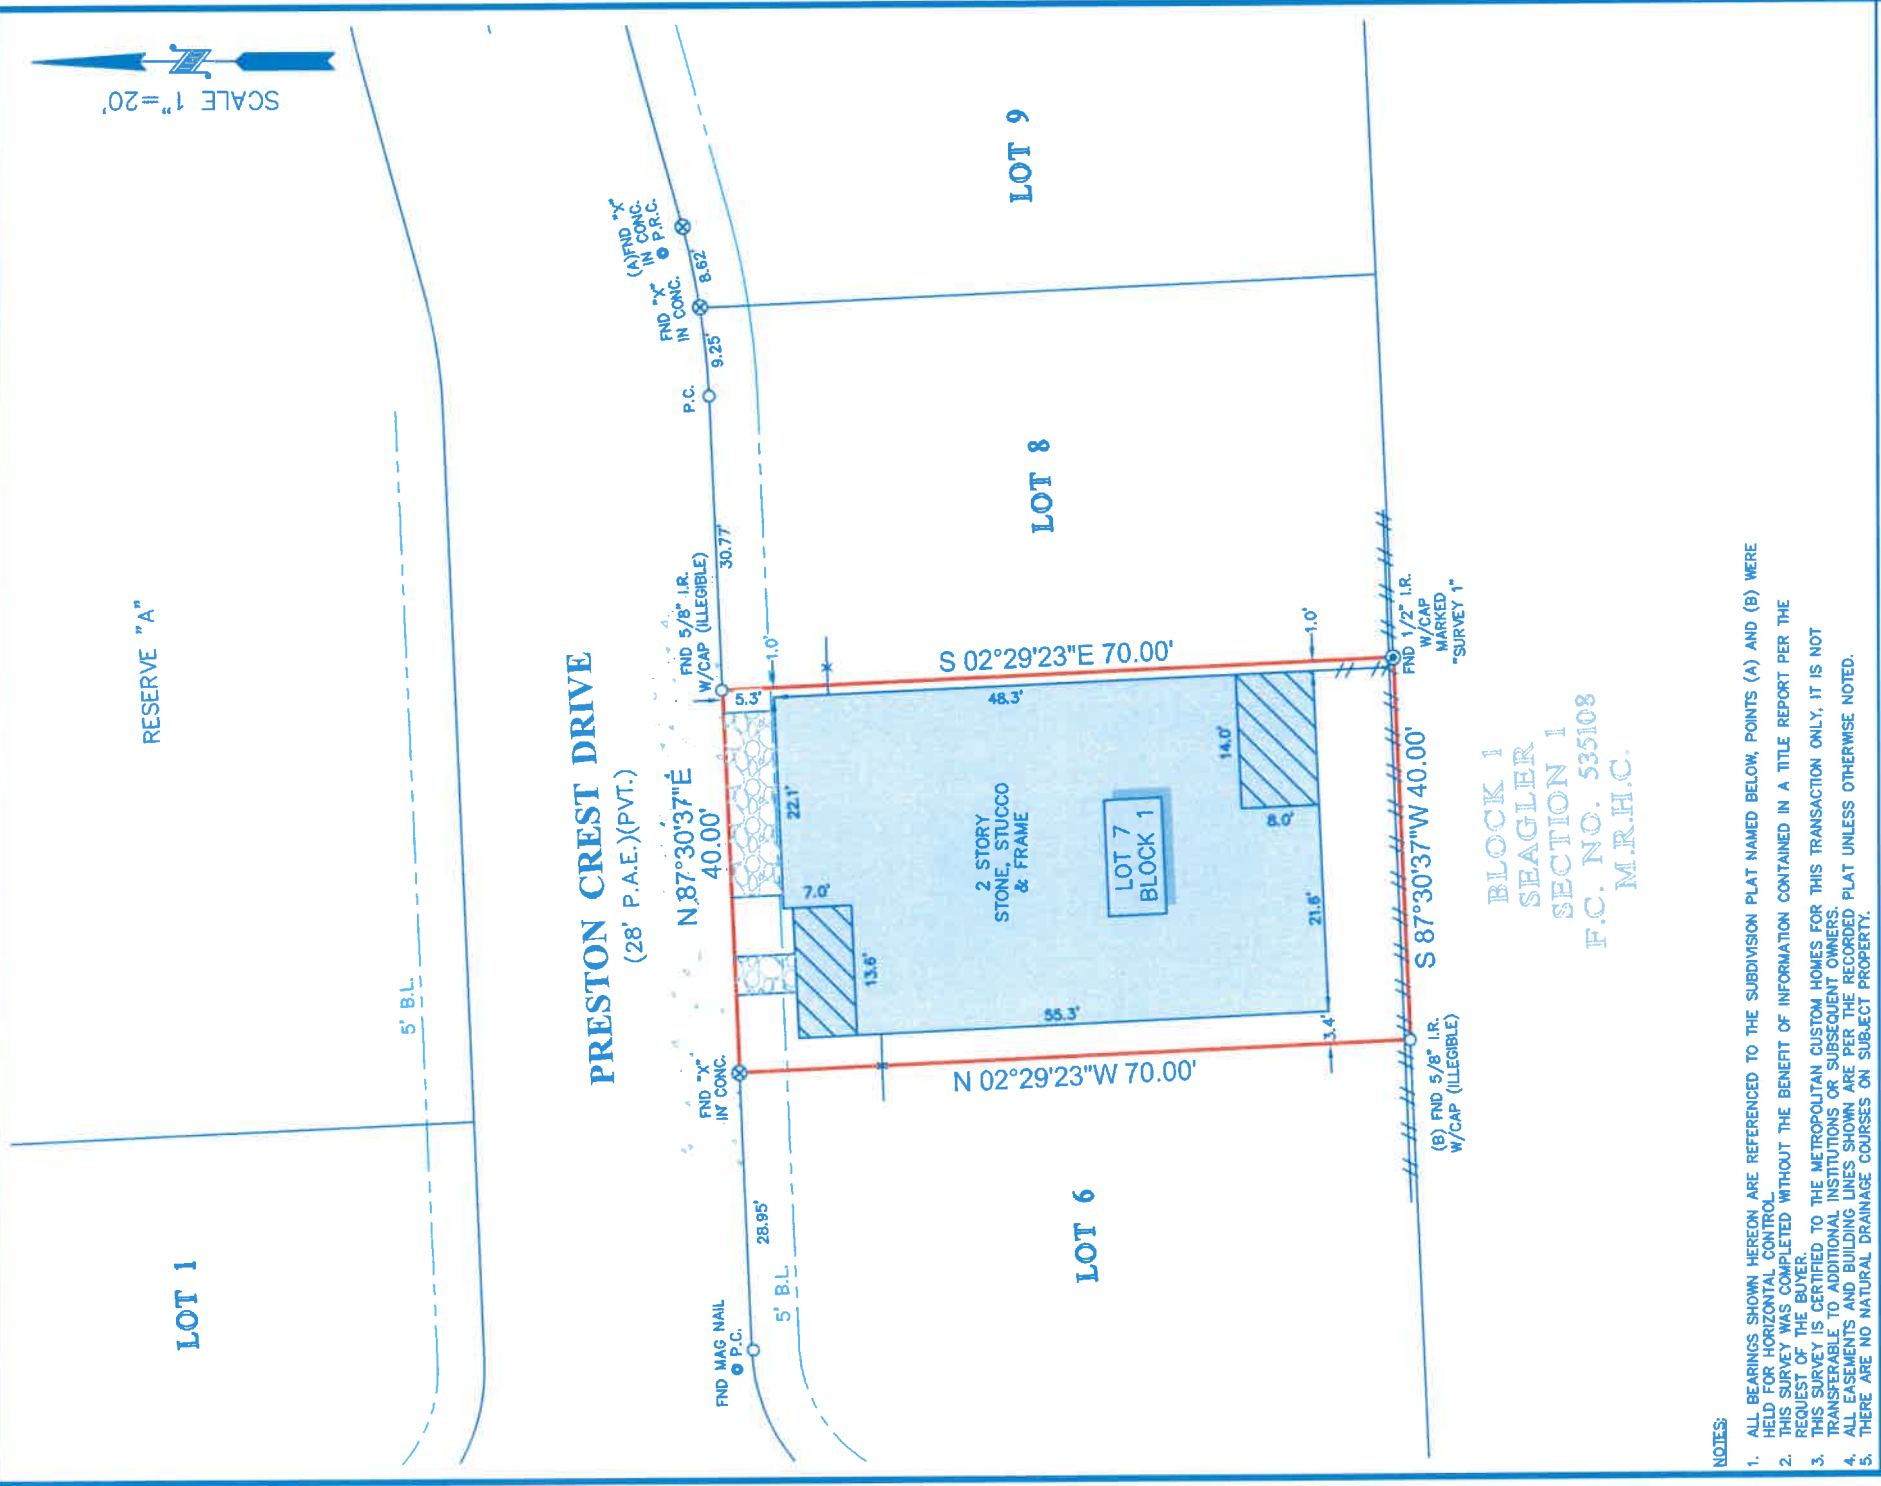 SCALE 1"=20'
RESERVE "A"
LOT 1
5' B.L.
PRESTON CREST DRIVE
(28' P.A.E.)(PVT.)
N 87°30'37"E
40.00'
FND MAG NAIL
@ P.C.
28.95'
5' B.L.
FND "X"
IN CONC.
FND 5/8" I.R.
W/CAP (ILLEGIBLE)
30.77'
P.C.
9.25'
FND "X"
IN CONC.
8.62'
(A)FND "X"
IN CONC.
@ P.R.C.
5.3'
1.0'
22.1'
7.0'
13.6'
48.3'
55.3'
2 STORY
STONE, STUCCO
& FRAME
LOT 7
BLOCK 1
14.0'
8.0'
21.6'
3.4'
1.0'
N 02°29'23"W 70.00'
S 02°29'23"E 70.00'
S 87°30'37"W 40.00'
LOT 6
LOT 8
LOT 9
(B) FND 5/8" I.R.
W/CAP (ILLEGIBLE)
FND 1/2" I.R.
W/CAP
MARKED
"SURVEY 1"
BLOCK 1
SEAGLER
SECTION 1
F.C. NO. 535108
M.R.H.C.
NOTES:
1. ALL BEARINGS SHOWN HEREON ARE REFERENCED TO THE SUBDIVISION PLAT NAMED BELOW, POINTS (A) AND (B) WERE
HELD FOR HORIZONTAL CONTROL.
2. THIS SURVEY WAS COMPLETED WITHOUT THE BENEFIT OF INFORMATION CONTAINED IN A TITLE REPORT PER THE
REQUEST OF THE BUYER.
3. THIS SURVEY IS CERTIFIED TO THE METROPOLITAN CUSTOM HOMES FOR THIS TRANSACTION ONLY, IT IS NOT
TRANSFERABLE TO ADDITIONAL INSTITUTIONS OR SUBSEQUENT OWNERS.
4. ALL EASEMENTS AND BUILDING LINES SHOWN ARE PER THE RECORDED PLAT UNLESS OTHERWISE NOTED.
5. THERE ARE NO NATURAL DRAINAGE COURSES ON SUBJECT PROPERTY.